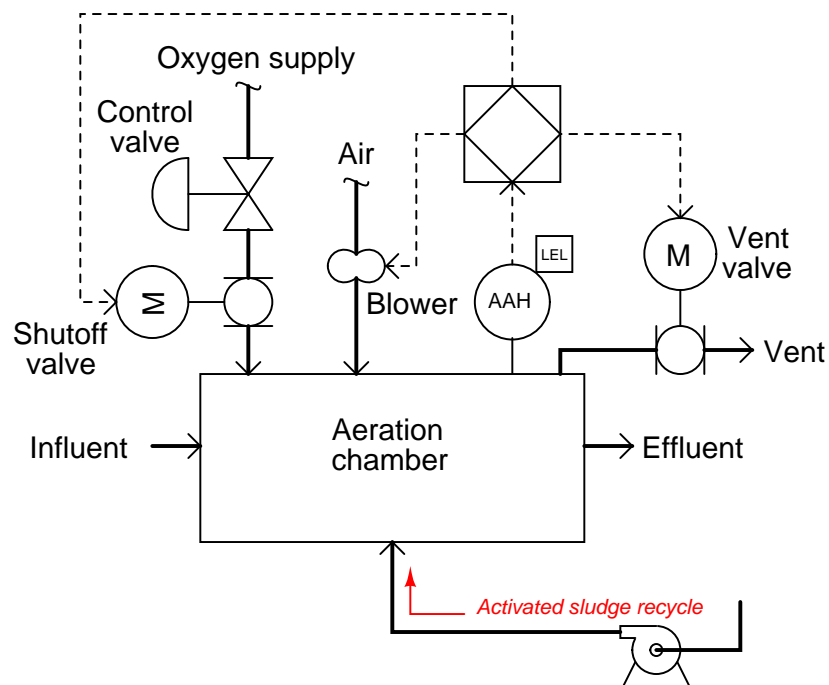 Oxygen supply
Control
valve
Air
LEL
M
Vent
valve
AAH
M
Blower
Shutoff
valve
Vent
Influent
Aeration
chamber
Effluent
Activated sludge recycle